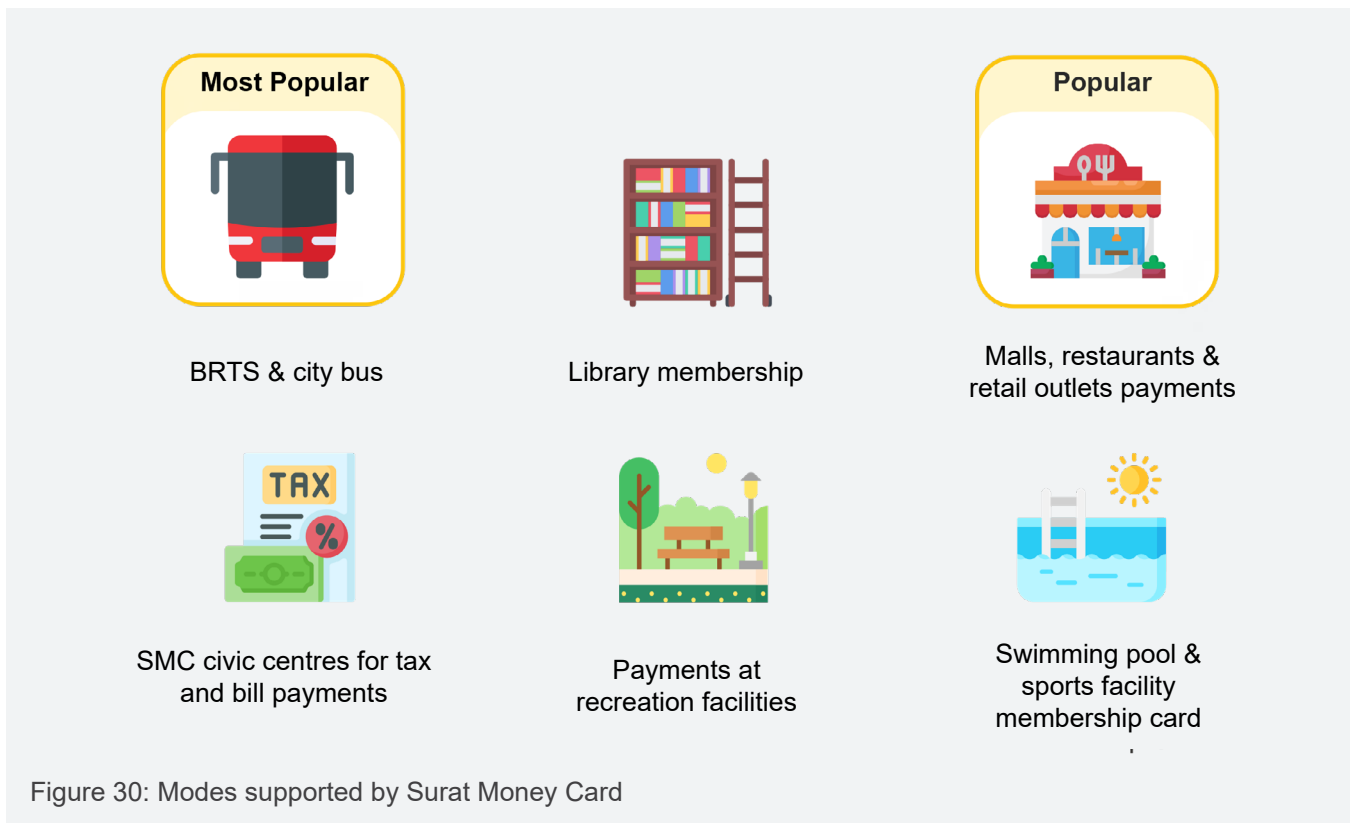 Most Popular
Popular
BRTS & city bus
Library membership
Malls, restaurants &
retail outlets payments
TAX
%
SMC civic centres for tax
and bill payments
Payments at
recreation facilities
Swimming pool &
sports facility
membership card
Figure 30: Modes supported by Surat Money Card